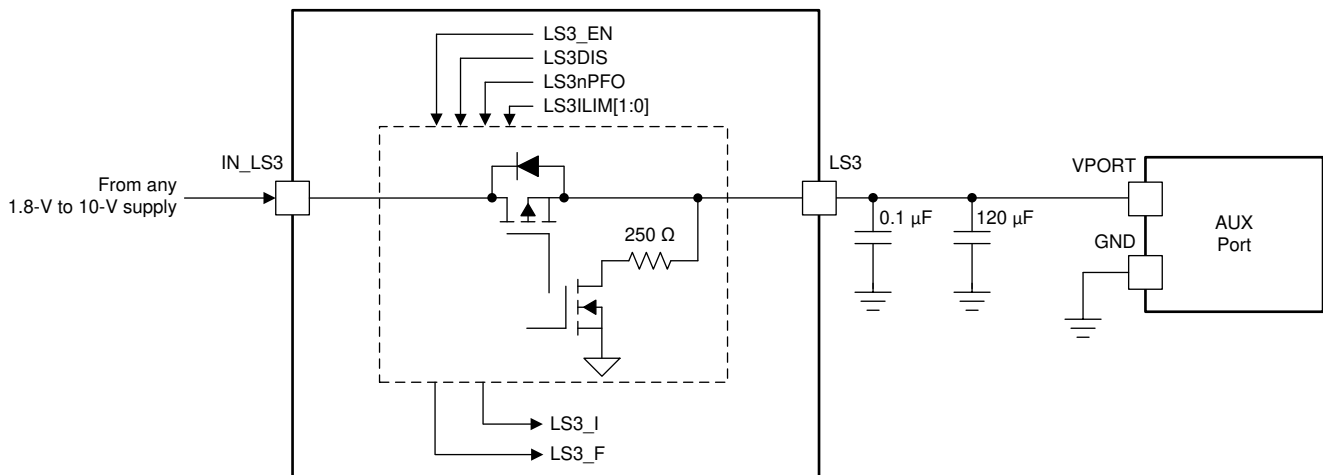 LS3_EN
LS3DIS
LS3nPFO
LS3ILIM[1:0]
IN_LS3
LS3
From any
1.8-V to 10-V supply
250 Ω
0.1 µF
120 µF
VPORT
GND
AUX
Port
LS3_I
LS3_F